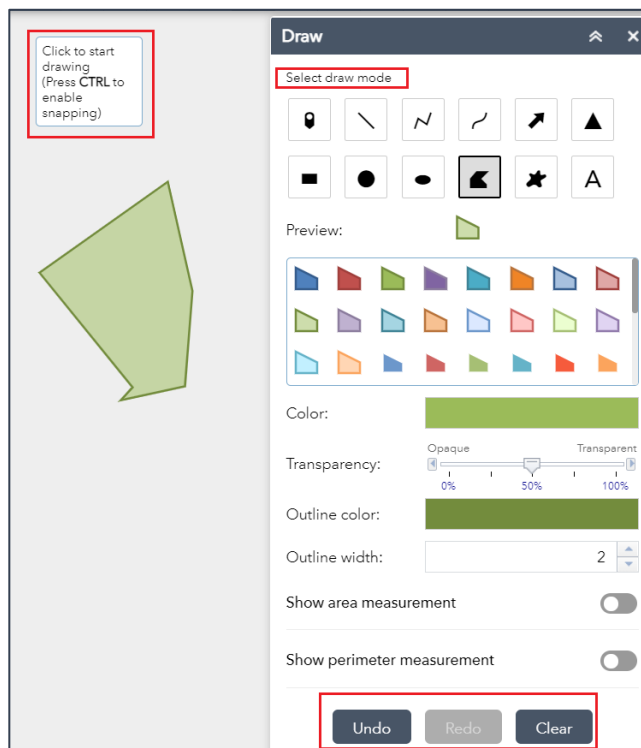 Click to start
drawing
(Press CTRL to
enable
snapping)
Draw
Select draw mode
A
Preview:
Color:
Opaque Transparent
Transparency:
0% 50% 100%
Outline color:
Outline width: 2
Show area measurement
Show perimeter measurement
Undo Redo Clear